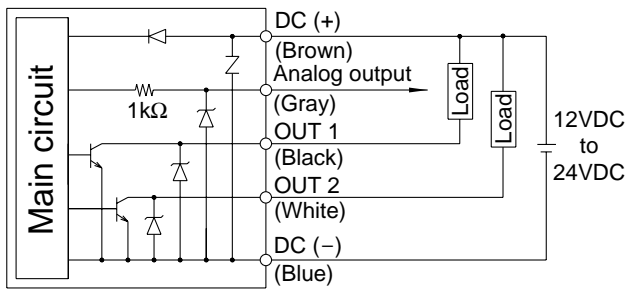 Main circuit
DC (+)
(Brown)
Analog output
(Gray)
1kΩ
OUT 1
(Black)
OUT 2
(White)
DC (−)
(Blue)
Load
Load
12VDC
to
24VDC